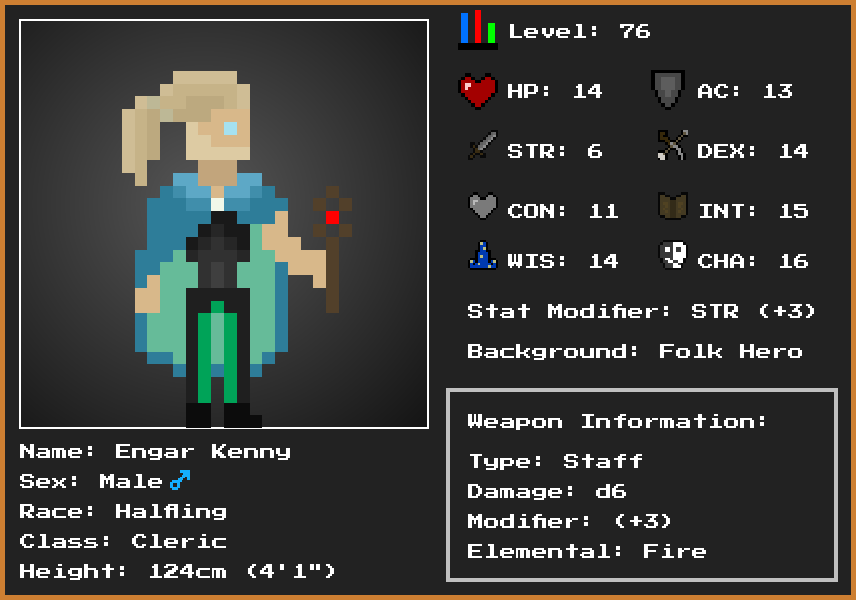 Level: 76
HP: 14
AC: 13
STR: 6
DEX: 14
CON: 11
INT: 15
WIS: 14
CHA: 16
Stat Modifier: STR (+3)
Background: Folk Hero
Weapon Information:
Type: Staff
Damage: d6
Modifier: (+3)
Elemental: Fire
Name: Engar Kenny
Sex: Male ♂
Race: Halfling
Class: Cleric
Height: 124cm (4'1")